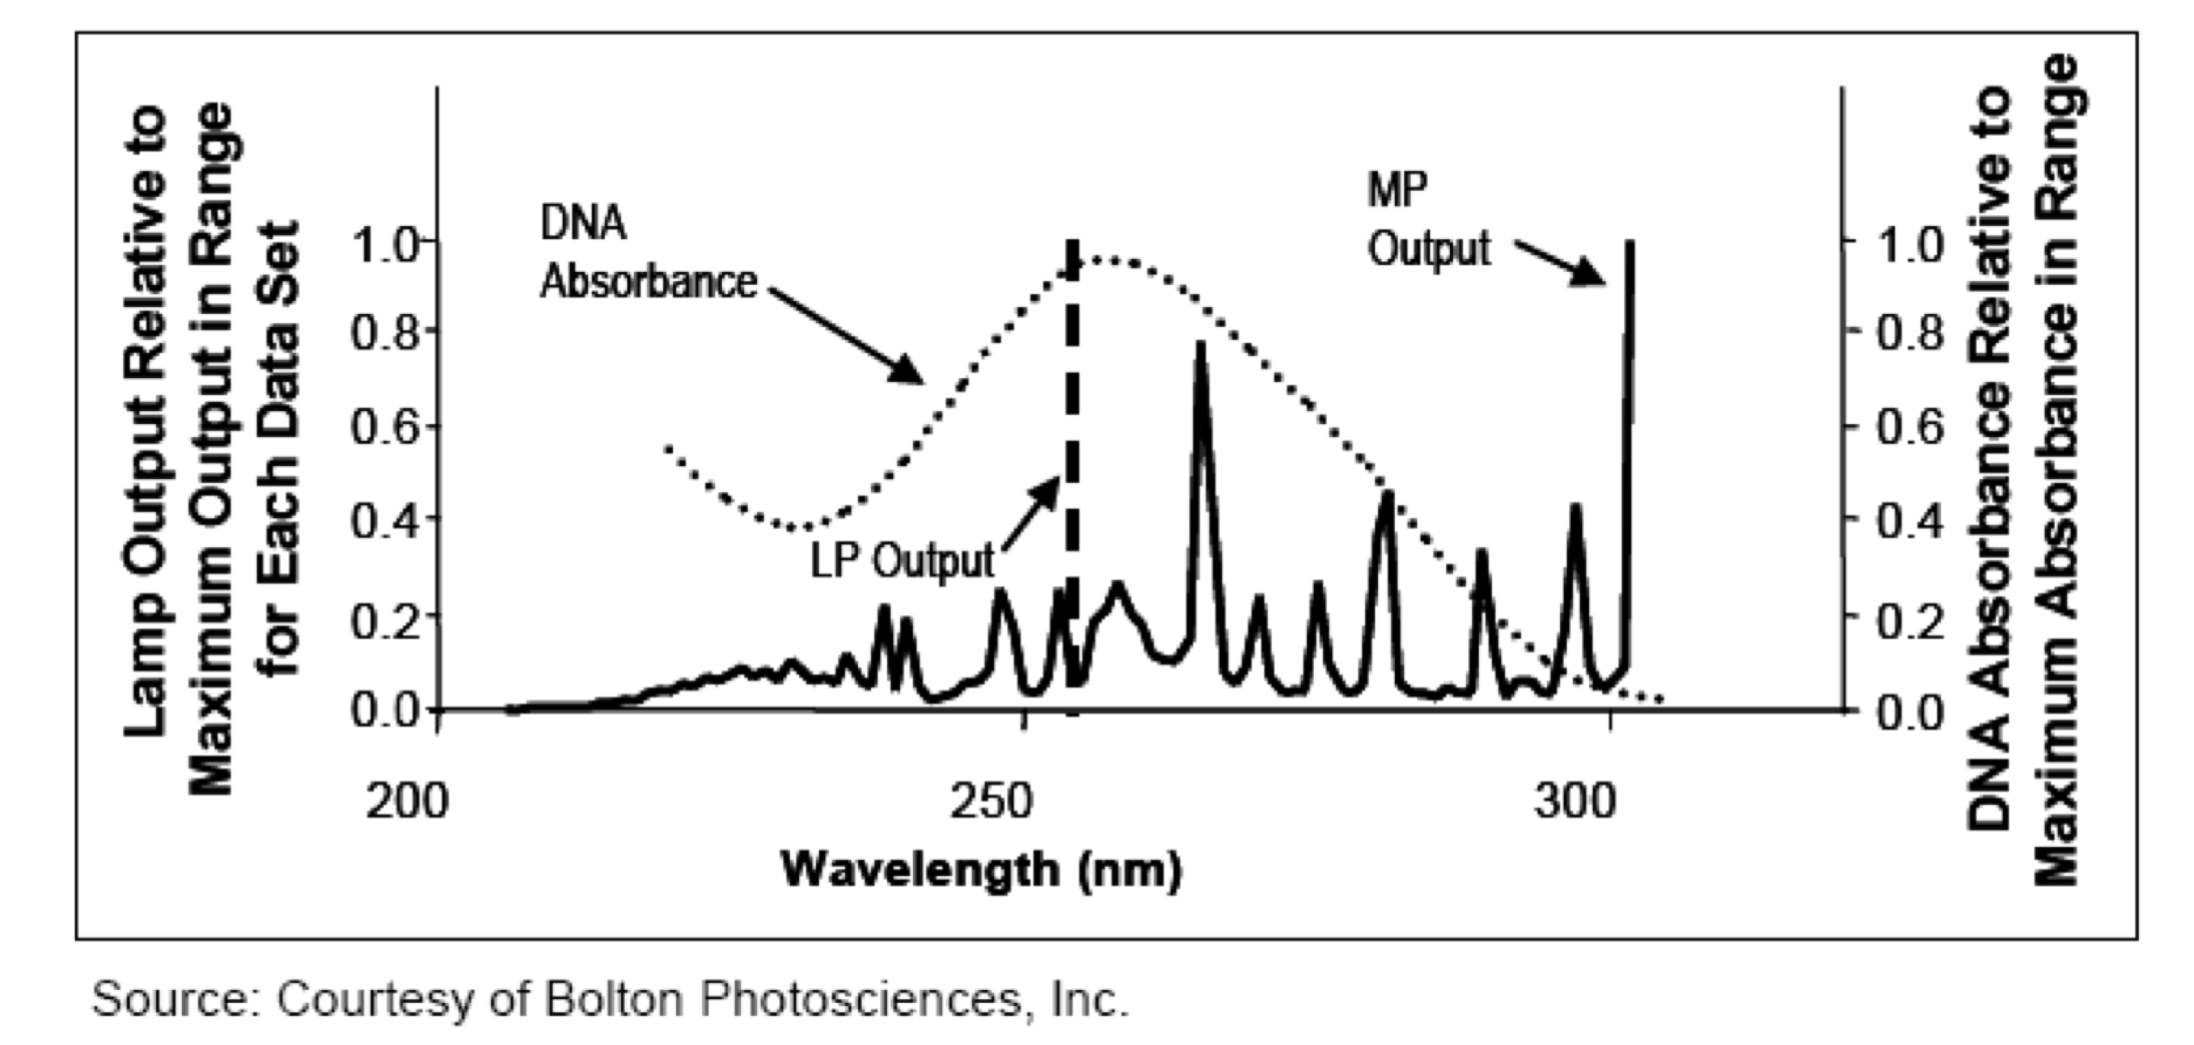 Lamp Output Relative to
Maximum Output in Range
for Each Data Set
1.0
0.8
0.6
0.4
0.2
0.0
DNA
Absorbance
LP Output
MP
Output
1.0
0.8
0.6
0.4
0.2
0.0
DNA Absorbance Relative to
Maximum Absorbance in Range
200
250
300
Wavelength (nm)
Source: Courtesy of Bolton Photosciences, Inc.